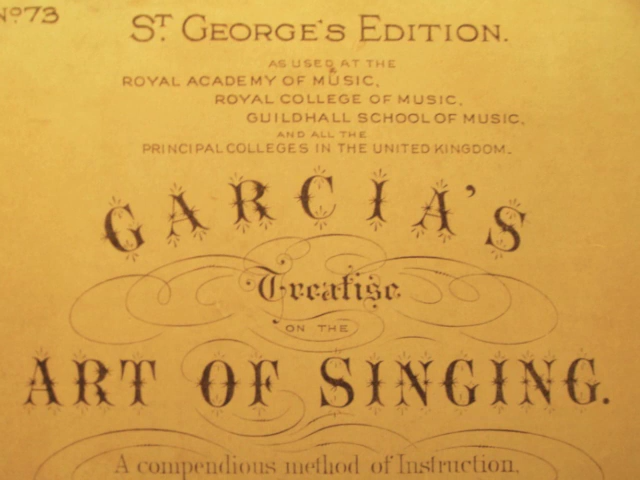 Nº 73
ST. GEORGE'S EDITION.
AS USED AT THE
ROYAL ACADEMY OF MUSIC,
ROYAL COLLEGE OF MUSIC,
GUILDHALL SCHOOL OF MUSIC,
AND ALL THE
PRINCIPAL COLLEGES IN THE UNITED KINGDOM.
GARCIA'S
Treatise
ON THE
ART OF SINGING.
A compendious method of Instruction,